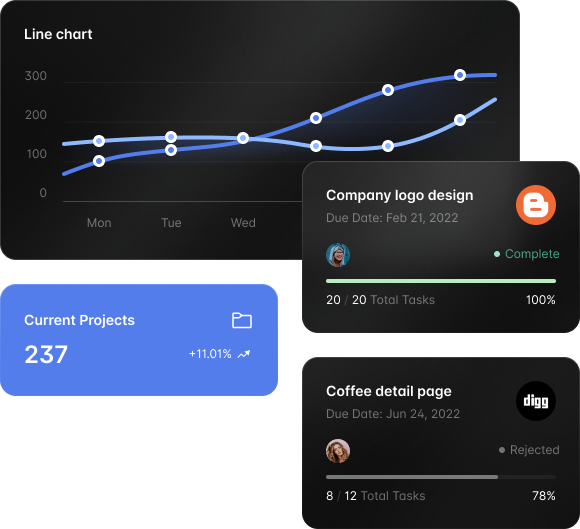 Line chart
300
200
100
0
Mon Tue Wed
Company logo design
Due Date: Feb 21, 2022
Complete
20 / 20 Total Tasks 100%
Current Projects
237 +11.01%
Coffee detail page
Due Date: Jun 24, 2022
digg
Rejected
8 / 12 Total Tasks 78%